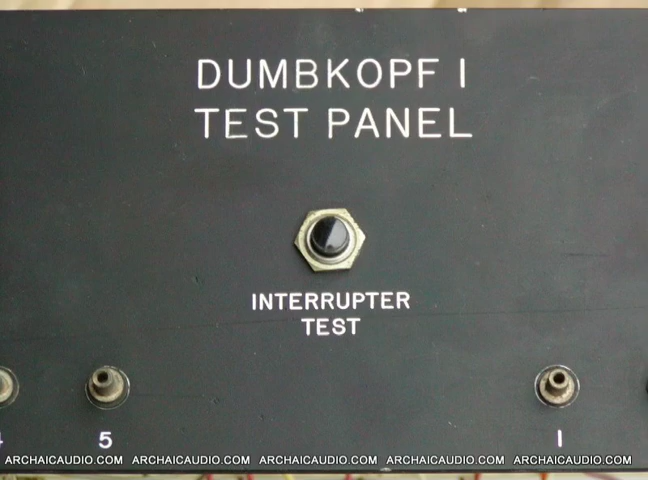 DUMBKOPF I
TEST PANEL
INTERRUPTER
TEST
4 5 1
ARCHAICAUDIO.COM ARCHAICAUDIO.COM ARCHAICAUDIO.COM ARCHAICAUDIO.COM ARCHAICAUDIO.COM